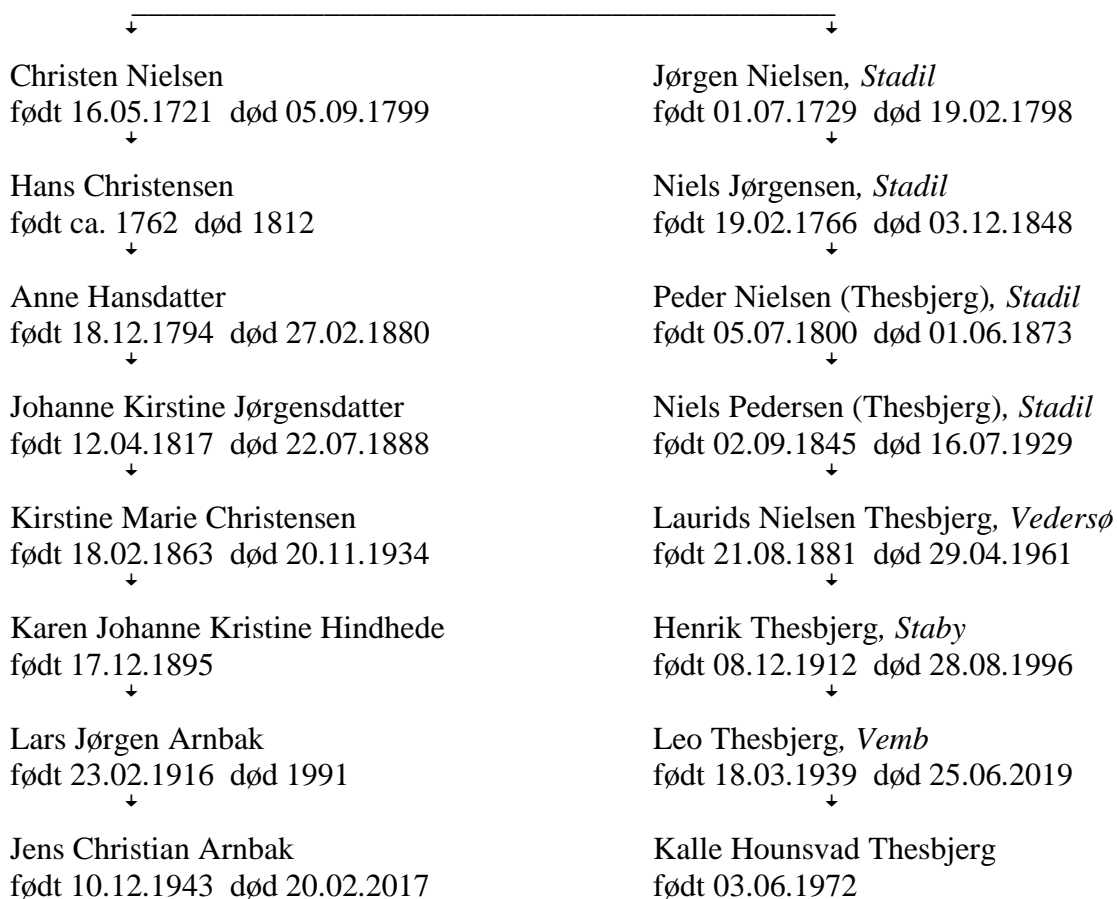 Christen Nielsen
født 16.05.1721 død 05.09.1799
Hans Christensen
født ca. 1762 død 1812
Anne Hansdatter
født 18.12.1794 død 27.02.1880
Johanne Kirstine Jørgensdatter
født 12.04.1817 død 22.07.1888
Kirstine Marie Christensen
født 18.02.1863 død 20.11.1934
Karen Johanne Kristine Hindhede
født 17.12.1895
Lars Jørgen Arnbak
født 23.02.1916 død 1991
Jens Christian Arnbak
født 10.12.1943 død 20.02.2017
Jørgen Nielsen, Stadil
født 01.07.1729 død 19.02.1798
Niels Jørgensen, Stadil
født 19.02.1766 død 03.12.1848
Peder Nielsen (Thesbjerg), Stadil
født 05.07.1800 død 01.06.1873
Niels Pedersen (Thesbjerg), Stadil
født 02.09.1845 død 16.07.1929
Laurids Nielsen Thesbjerg, Vedersø
født 21.08.1881 død 29.04.1961
Henrik Thesbjerg, Staby
født 08.12.1912 død 28.08.1996
Leo Thesbjerg, Vemb
født 18.03.1939 død 25.06.2019
Kalle Hounsvad Thesbjerg
født 03.06.1972